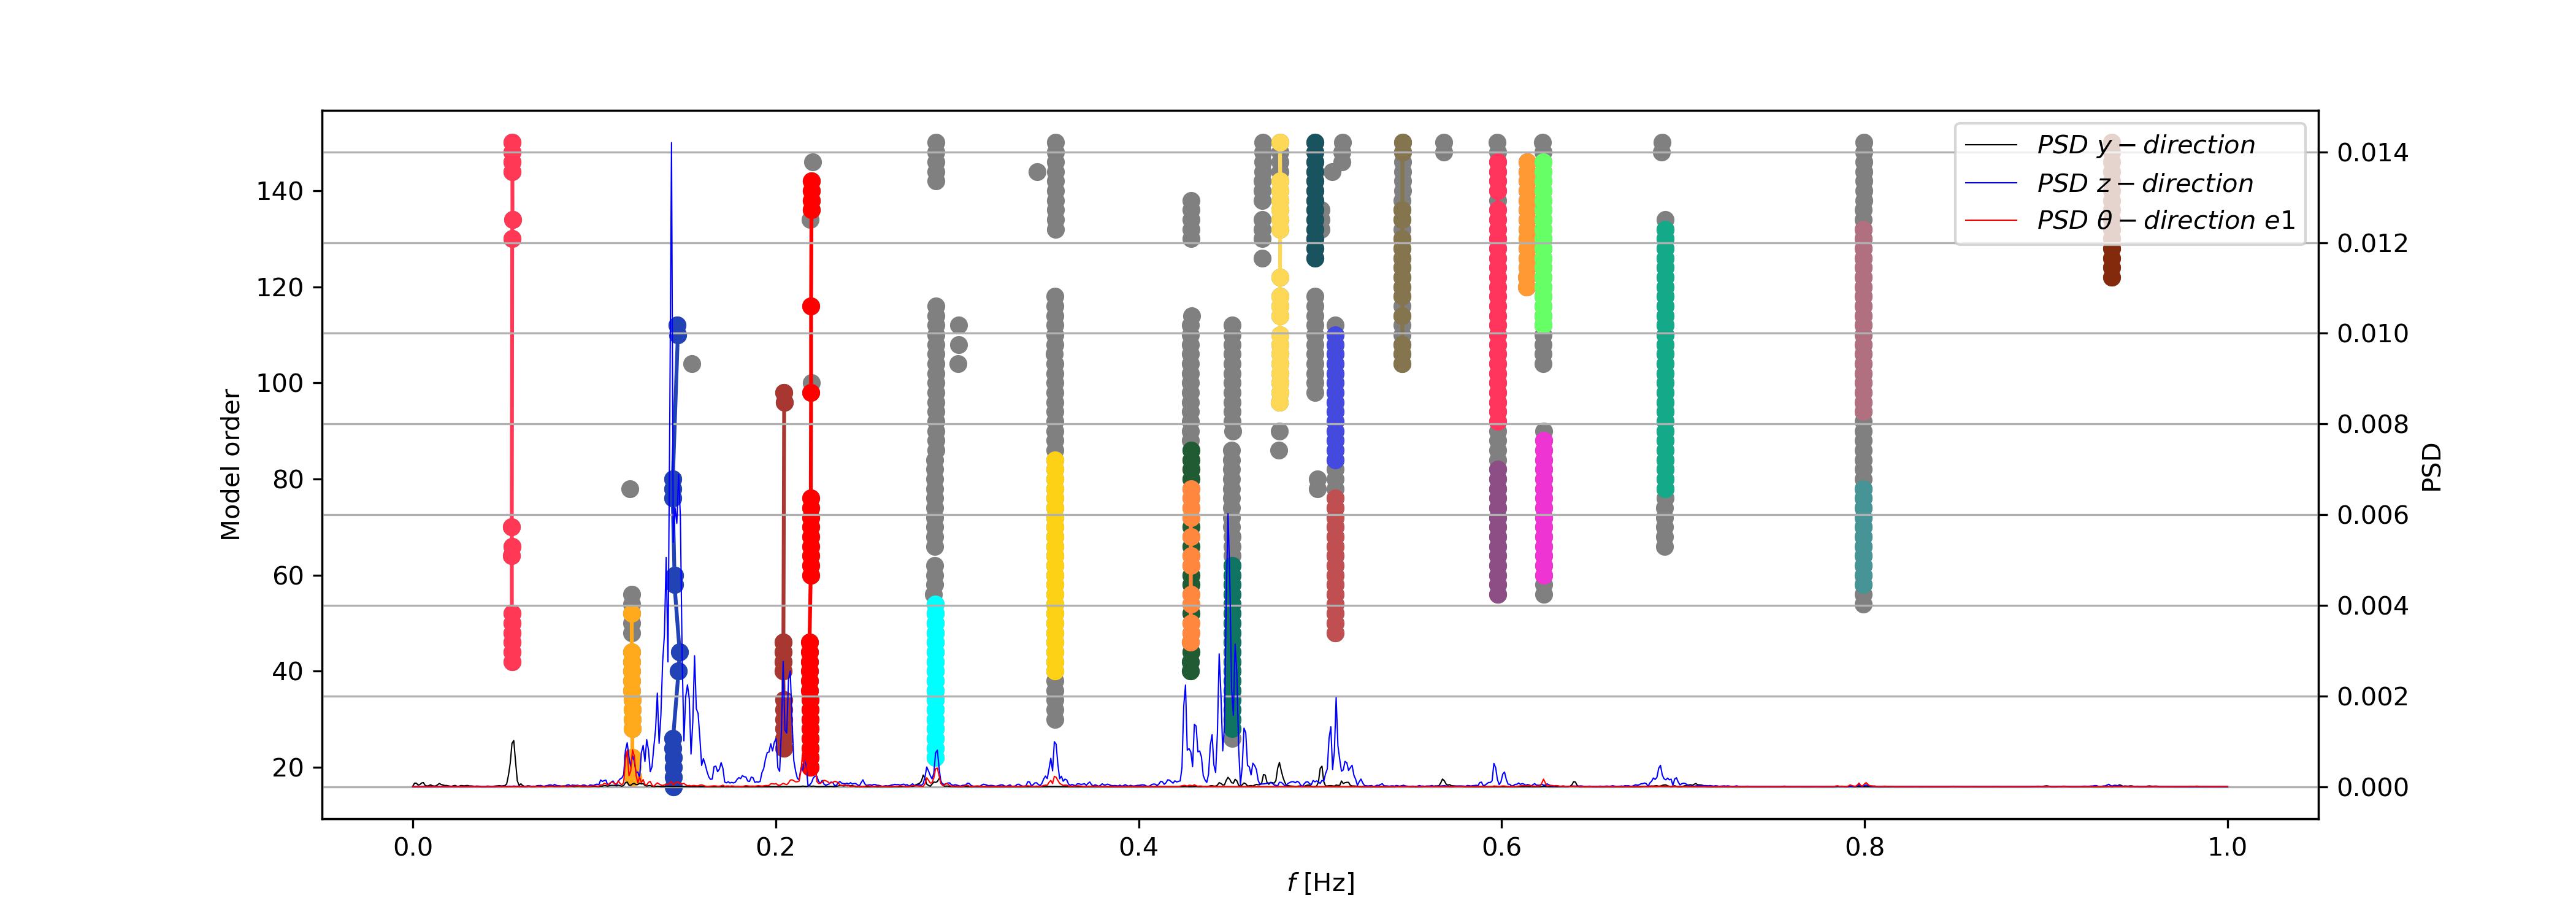 PSD y − direction
PSD z − direction
PSD θ − direction e1
140
120
100
80
60
40
20
Model order
0.014
0.012
0.010
0.008
0.006
0.004
0.002
0.000
PSD
0.0 0.2 0.4 0.6 0.8 1.0
f [Hz]